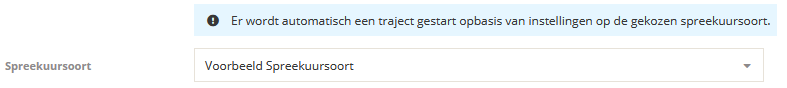 Er wordt automatisch een traject gestart opbasis van instellingen op de gekozen spreekuursoort.
Spreekuursoort
Voorbeeld Spreekuursoort